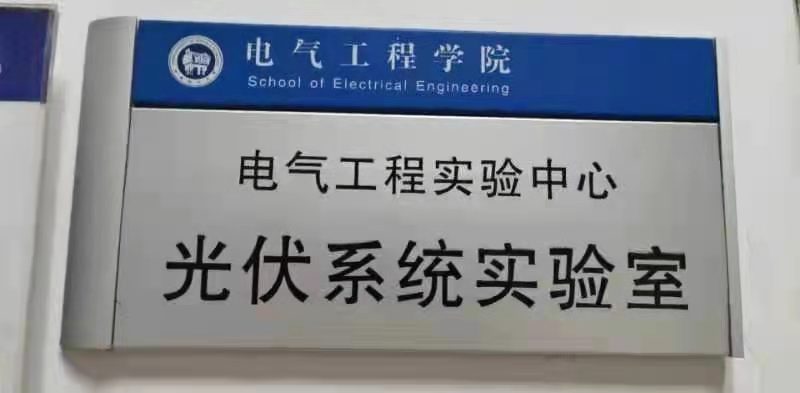 电气工程学院
School of Electrical Engineering
电气工程实验中心
光伏系统实验室